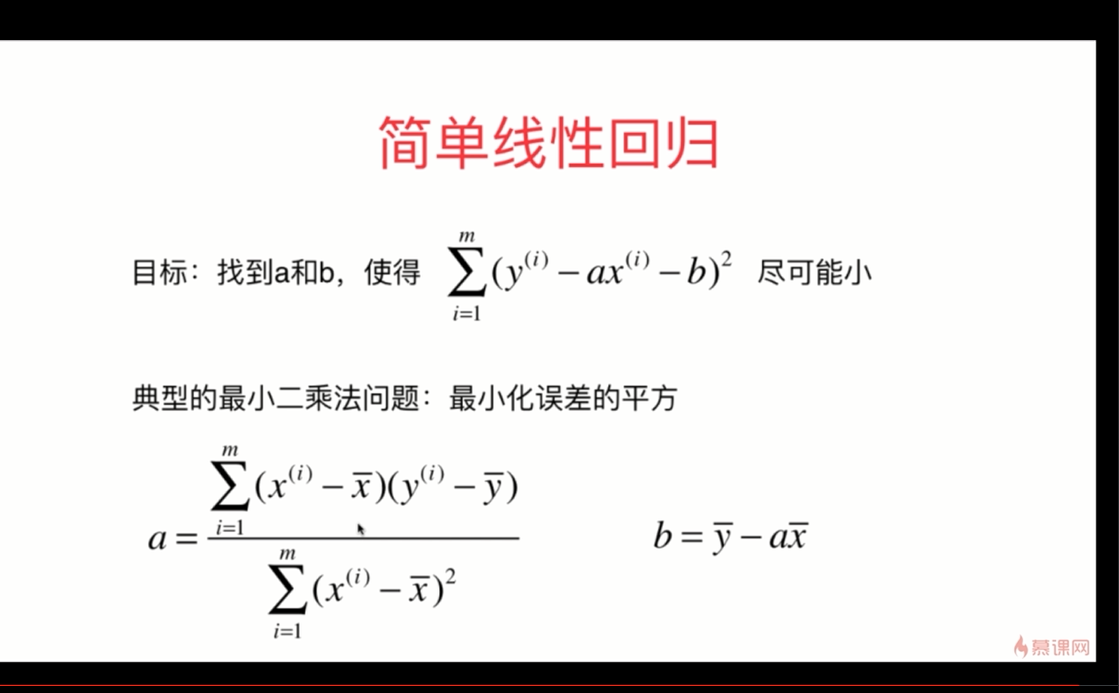 简单线性回归
目标：找到a和b，使得 $\sum_{i=1}^{m}(y^{(i)} - ax^{(i)} - b)^2$ 尽可能小
典型的最小二乘法问题：最小化误差的平方
$a = \frac{\sum_{i=1}^{m}(x^{(i)} - \overline{x})(y^{(i)} - \overline{y})}{\sum_{i=1}^{m}(x^{(i)} - \overline{x})^2}$ $b = \overline{y} - a\overline{x}$
慕课网